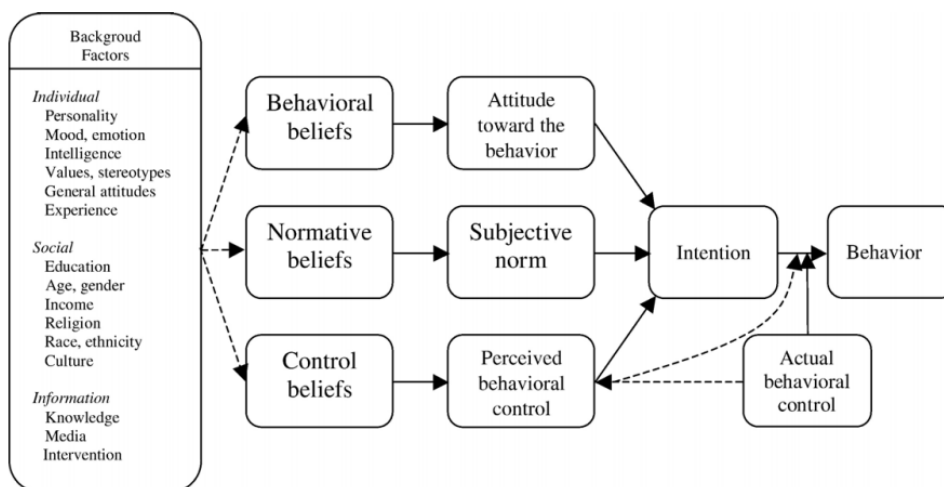 Backgroud
Factors
Individual
Personality
Mood, emotion
Intelligence
Values, stereotypes
General attitudes
Experience
Social
Education
Age, gender
Income
Religion
Race, ethnicity
Culture
Information
Knowledge
Media
Intervention
Behavioral
beliefs
Attitude
toward the
behavior
Normative
beliefs
Subjective
norm
Intention
Behavior
Control
beliefs
Perceived
behavioral
control
Actual
behavioral
control